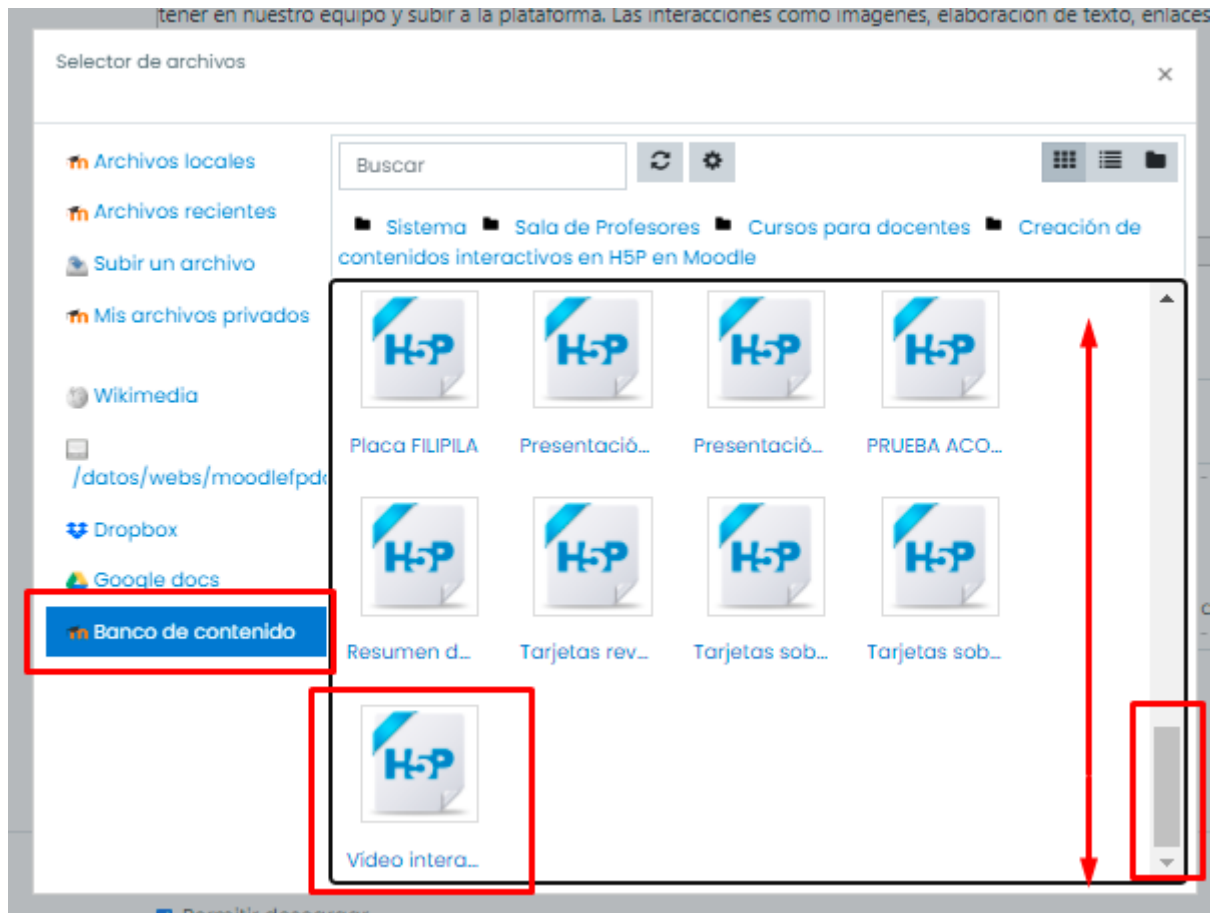 tener en nuestro equipo y subir a la plataforma. Las interacciones como imágenes, elaboración de texto, enlaces
Selector de archivos
×
Archivos locales
Archivos recientes
Subir un archivo
Mis archivos privados
Wikimedia
/datos/webs/moodlefpd
Dropbox
Google docs
Banco de contenido
Buscar
Sistema Sala de Profesores Cursos para docentes Creación de
contenidos interactivos en H5P en Moodle
H5P H5P H5P H5P
Placa FILIPILA Presentació... Presentació... PRUEBA ACO...
H5P H5P H5P H5P
Resumen d... Tarjetas rev... Tarjetas sob... Tarjetas sob...
H5P
Vídeo intera...
Permitir descargar